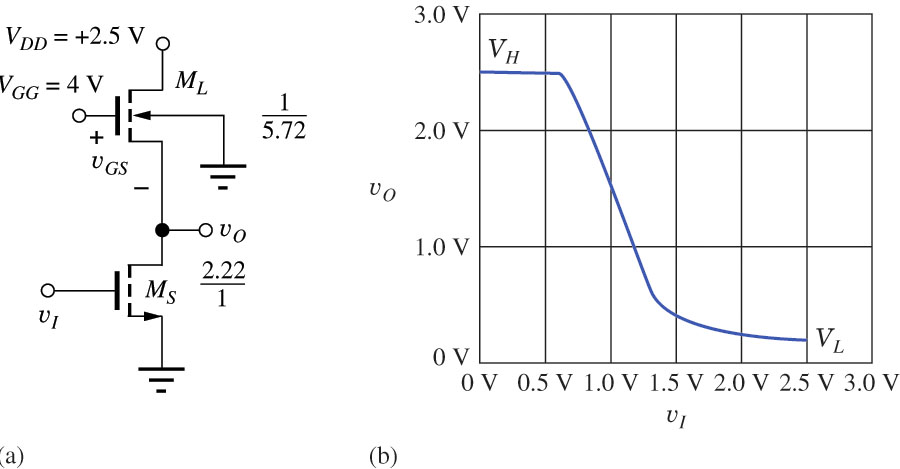 V_DD = +2.5 V
V_GG = 4 V
M_L
1/5.72
+
v_GS
–
v_O
M_S
2.22/1
v_I
(a)
3.0 V
V_H
2.0 V
v_O
1.0 V
V_L
0 V
0 V 0.5 V 1.0 V 1.5 V 2.0 V 2.5 V 3.0 V
v_I
(b)